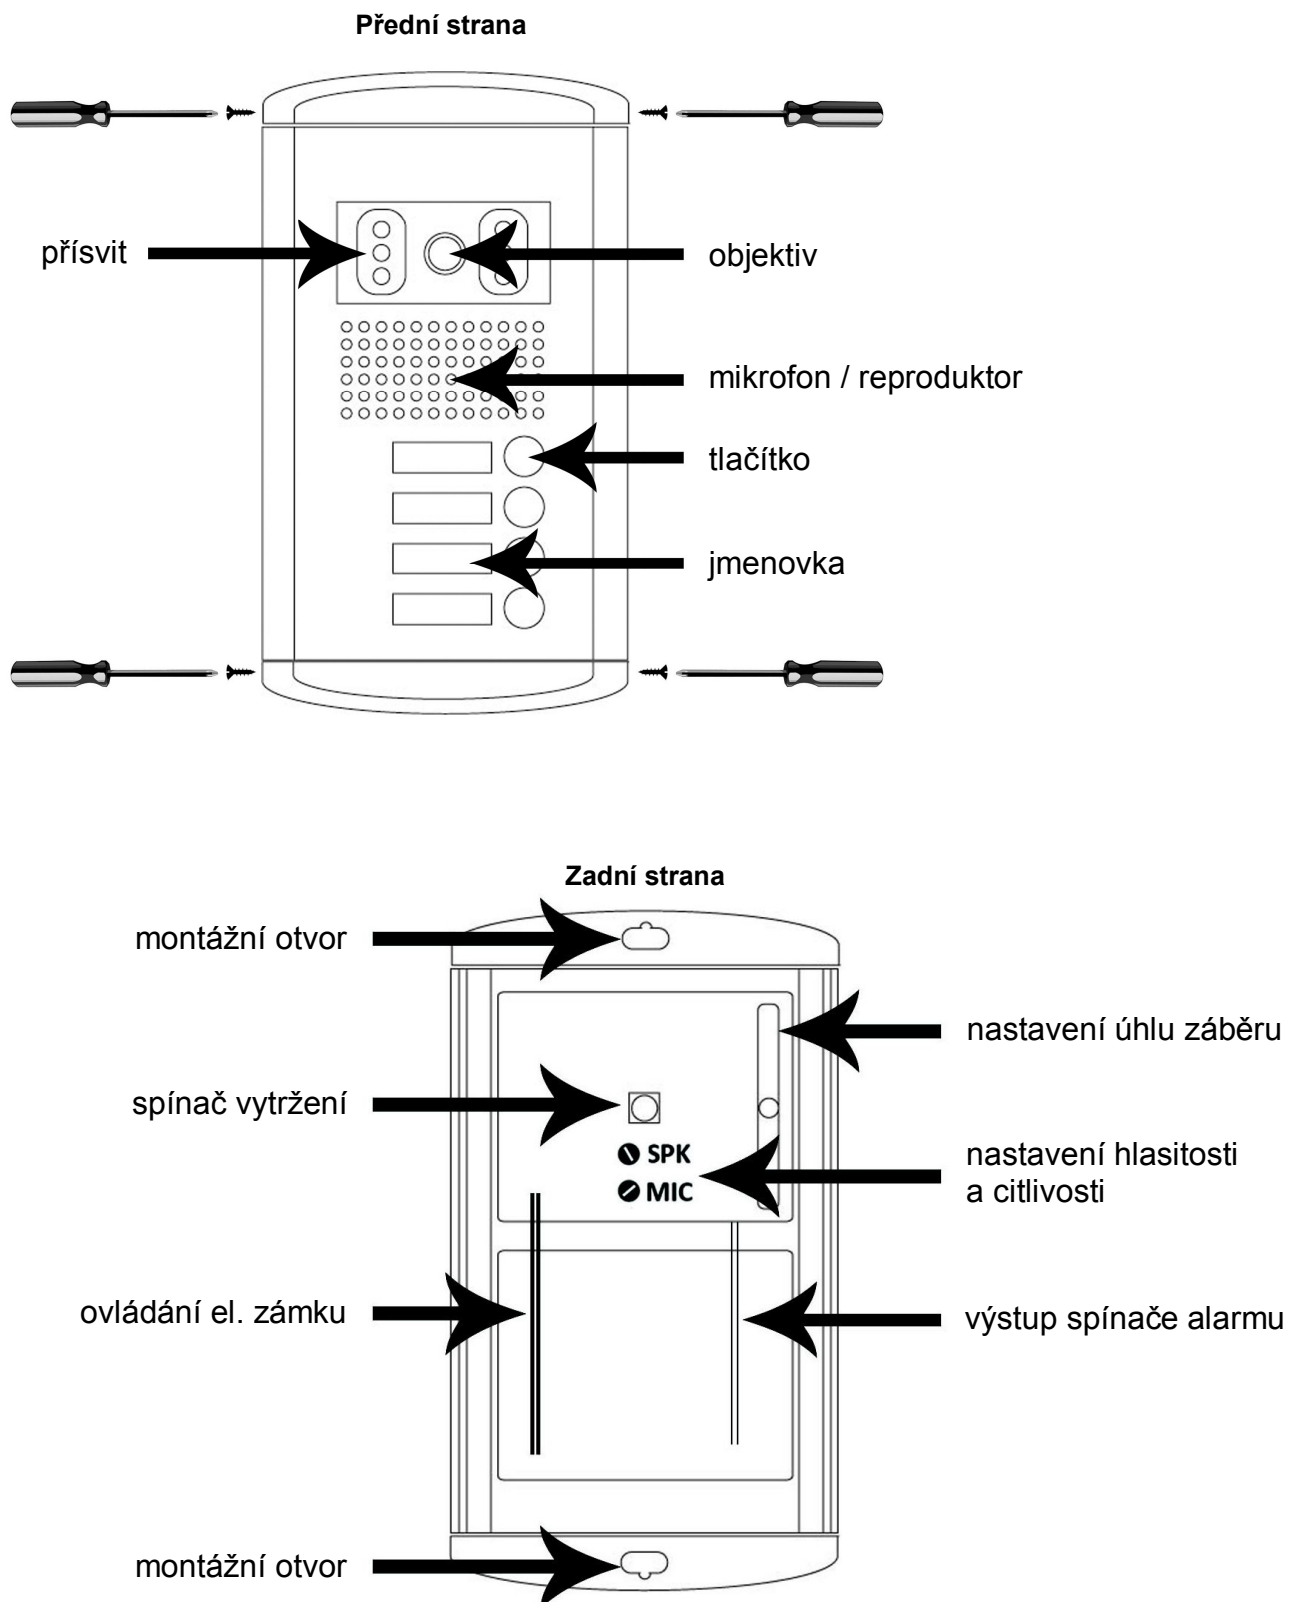 Přední strana
přísvit
objektiv
mikrofon / reproduktor
tlačítko
jmenovka
Zadní strana
montážní otvor
nastavení úhlu záběru
spínač vytržení
SPK
MIC
nastavení hlasitosti
a citlivosti
ovládání el. zámku
výstup spínače alarmu
montážní otvor